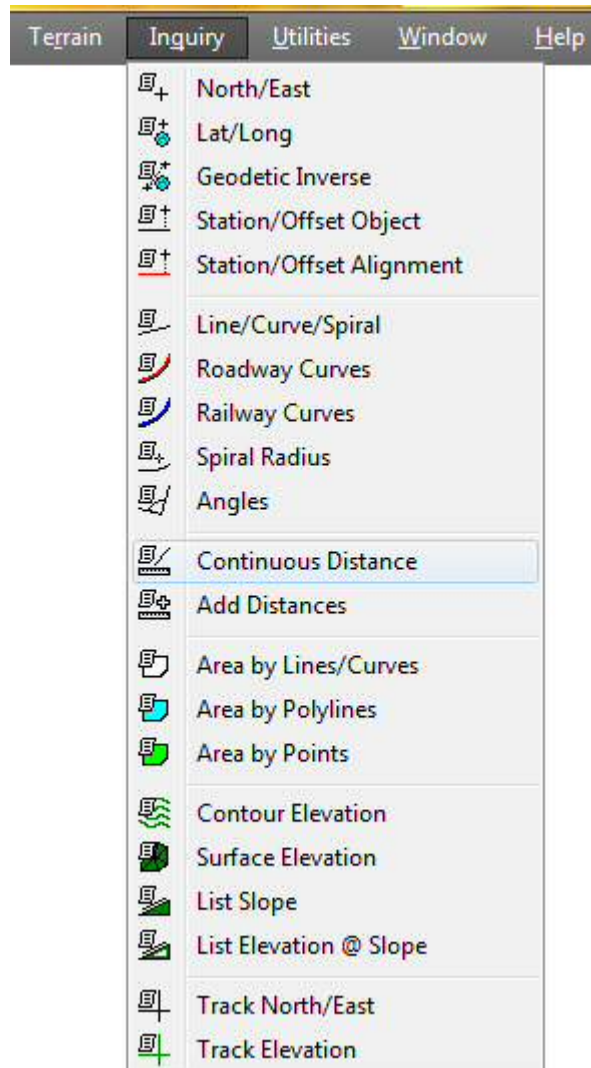 Terrain Inquiry Utilities Window Help
North/East
Lat/Long
Geodetic Inverse
Station/Offset Object
Station/Offset Alignment
Line/Curve/Spiral
Roadway Curves
Railway Curves
Spiral Radius
Angles
Continuous Distance
Add Distances
Area by Lines/Curves
Area by Polylines
Area by Points
Contour Elevation
Surface Elevation
List Slope
List Elevation @ Slope
Track North/East
Track Elevation